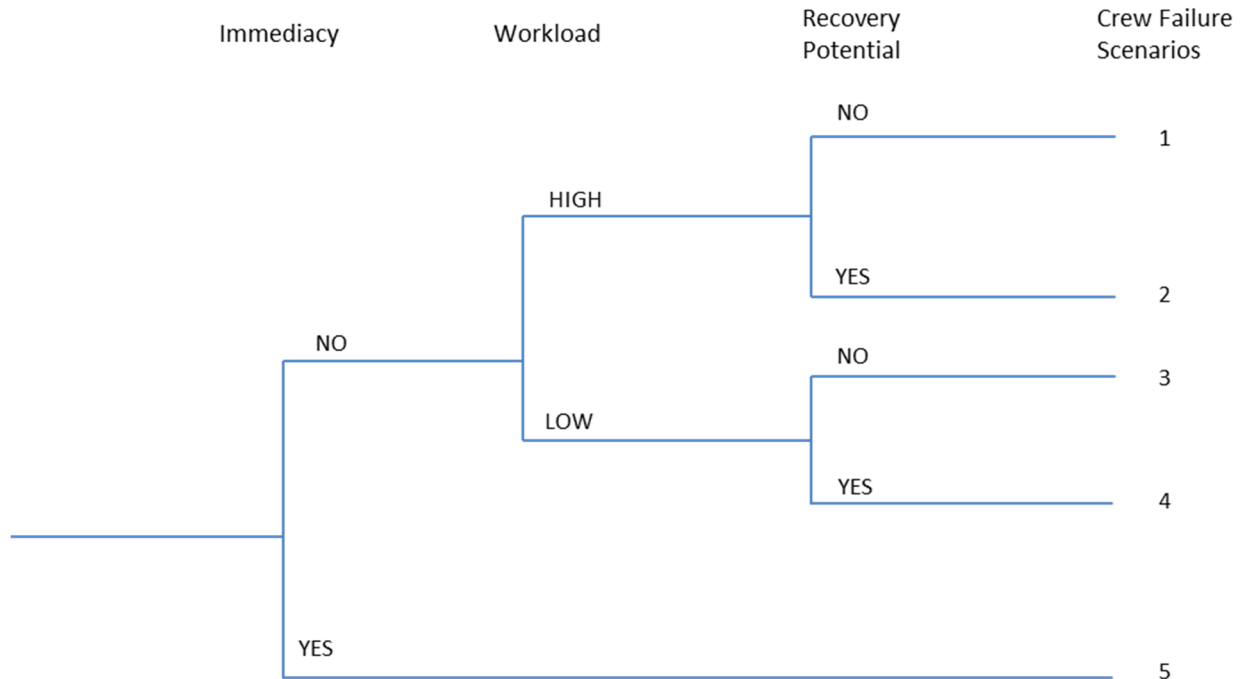 Immediacy
Workload
Recovery
Potential
Crew Failure
Scenarios
NO
1
HIGH
YES
2
NO
NO
3
LOW
YES
4
YES
5